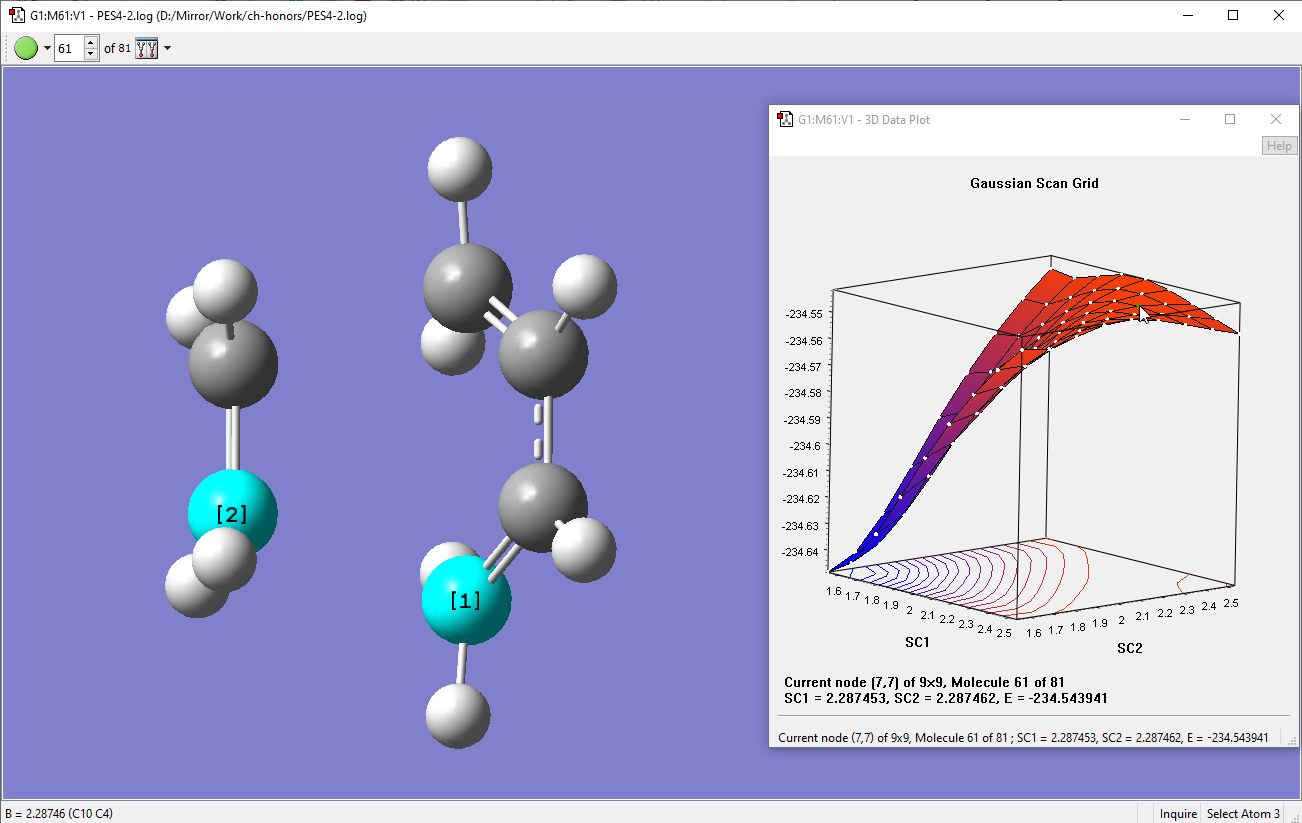 G1:M61:V1 - PES4-2.log (D:/Mirror/Work/ch-honors/PES4-2.log)
61 of 81
[2]
[1]
G1:M61:V1 - 3D Data Plot
Help
Gaussian Scan Grid
-234.55
-234.56
-234.57
-234.58
-234.59
-234.6
-234.61
-234.62
-234.63
-234.64
1.6 1.7 1.8 1.9 2 2.1 2.2 2.3 2.4 2.5
SC1
1.6 1.7 1.8 1.9 2 2.1 2.2 2.3 2.4 2.5
SC2
Current node (7,7) of 9×9, Molecule 61 of 81
SC1 = 2.287453, SC2 = 2.287462, E = -234.543941
Current node (7,7) of 9x9, Molecule 61 of 81 ; SC1 = 2.287453, SC2 = 2.287462, E = -234.543941
B = 2.28746 (C10 C4)
Inquire
Select Atom 3